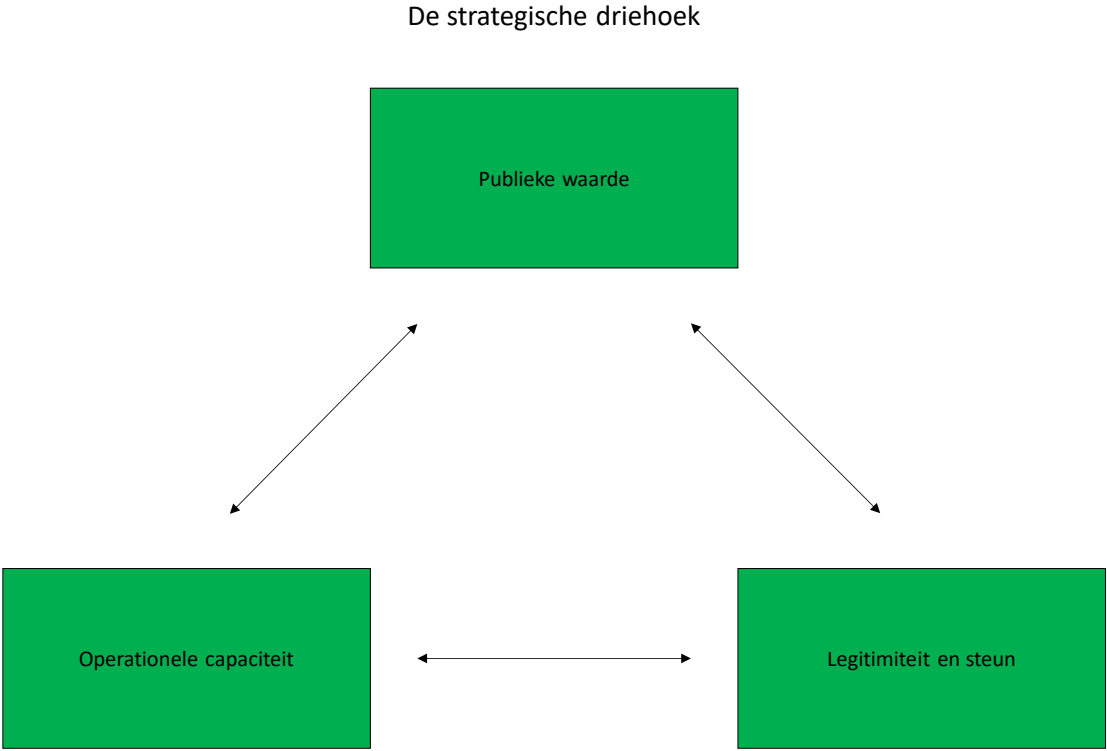 De strategische driehoek
Publieke waarde
Operationele capaciteit
Legitimiteit en steun